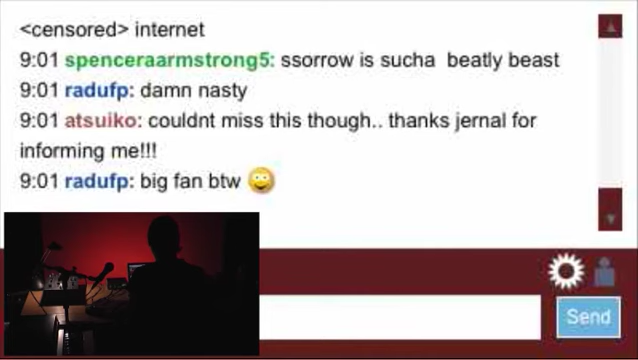 <censored> internet
9:01 spenceraarmstrong5: ssorrow is sucha beatly beast
9:01 radufp: damn nasty
9:01 atsuiko: couldnt miss this though.. thanks jernal for
informing me!!!
9:01 radufp: big fan btw
Send